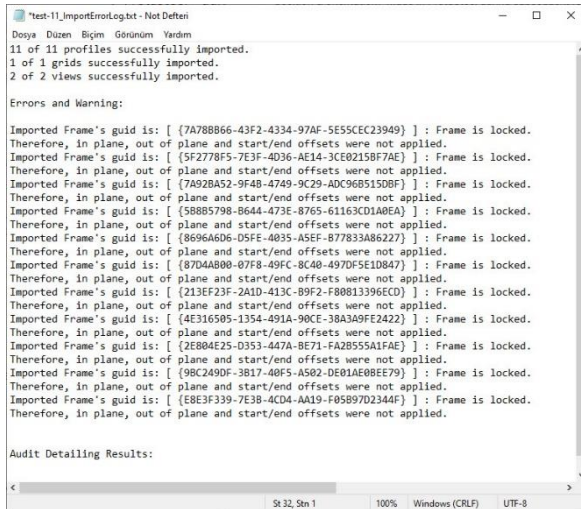 *test-11_ImportErrorLog.txt - Not Defteri
Dosya Düzen Biçim Görünüm Yardım
11 of 11 profiles successfully imported.
1 of 1 grids successfully imported.
2 of 2 views successfully imported.
Errors and Warning:
Imported Frame's guid is: [ {7A78BB66-43F2-4334-97AF-5E55CEC23949} ] : Frame is locked.
Therefore, in plane, out of plane and start/end offsets were not applied.
Imported Frame's guid is: [ {5F2778F5-7E3F-4D36-AE14-3CE0215BF7AE} ] : Frame is locked.
Therefore, in plane, out of plane and start/end offsets were not applied.
Imported Frame's guid is: [ {7A92BA52-9F4B-4749-9C29-ADC96B515DBF} ] : Frame is locked.
Therefore, in plane, out of plane and start/end offsets were not applied.
Imported Frame's guid is: [ {5B8B5798-B644-473E-8765-61163CD1A0EA} ] : Frame is locked.
Therefore, in plane, out of plane and start/end offsets were not applied.
Imported Frame's guid is: [ {8696A6D6-D5FE-4035-A5EF-B77833A86227} ] : Frame is locked.
Therefore, in plane, out of plane and start/end offsets were not applied.
Imported Frame's guid is: [ {87D4AB00-07F8-49FC-8C40-497DF5E1D847} ] : Frame is locked.
Therefore, in plane, out of plane and start/end offsets were not applied.
Imported Frame's guid is: [ {213EF23F-2A1D-413C-B9F2-F80813396ECD} ] : Frame is locked.
Therefore, in plane, out of plane and start/end offsets were not applied.
Imported Frame's guid is: [ {4E316505-1354-491A-90CE-38A3A9FE2422} ] : Frame is locked.
Therefore, in plane, out of plane and start/end offsets were not applied.
Imported Frame's guid is: [ {2E804E25-D353-447A-BE71-FA2B555A1FAE} ] : Frame is locked.
Therefore, in plane, out of plane and start/end offsets were not applied.
Imported Frame's guid is: [ {9BC249DF-3B17-40F5-A502-DE01AE0BEE79} ] : Frame is locked.
Therefore, in plane, out of plane and start/end offsets were not applied.
Imported Frame's guid is: [ {E8E3F339-7E3B-4CD4-AA19-F05B97D2344F} ] : Frame is locked.
Therefore, in plane, out of plane and start/end offsets were not applied.
Audit Detailing Results:
St 32, Stn 1 100% Windows (CRLF) UTF-8